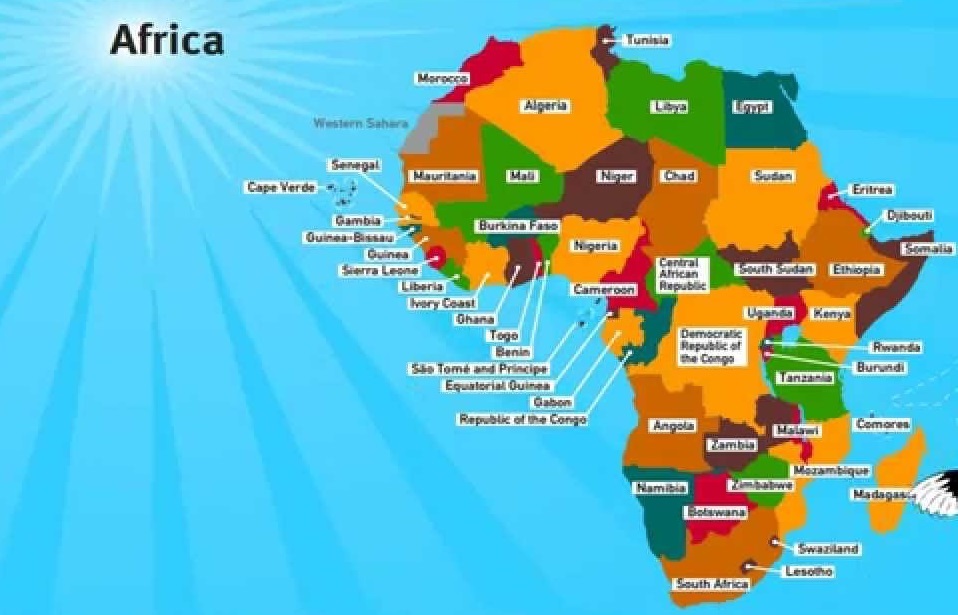 Africa
Tunisia
Morocco
Algeria
Libya
Egypt
Western Sahara
Senegal
Mauritania
Mali
Niger
Chad
Sudan
Cape Verde
Eritrea
Gambia
Djibouti
Burkina Faso
Guinea-Bissau
Nigeria
Somalia
Guinea
Central
African
Republic
South Sudan
Ethiopia
Sierra Leone
Liberia
Cameroon
Ivory Coast
Uganda
Kenya
Ghana
Togo
Democratic
Republic of
the Congo
Rwanda
Benin
São Tomé and Príncipe
Burundi
Tanzania
Equatorial Guinea
Gabon
Republic of the Congo
Angola
Malawi
Comores
Zambia
Mozambique
Namibia
Zimbabwe
Madagas
Botswana
Swaziland
Lesotho
South Africa